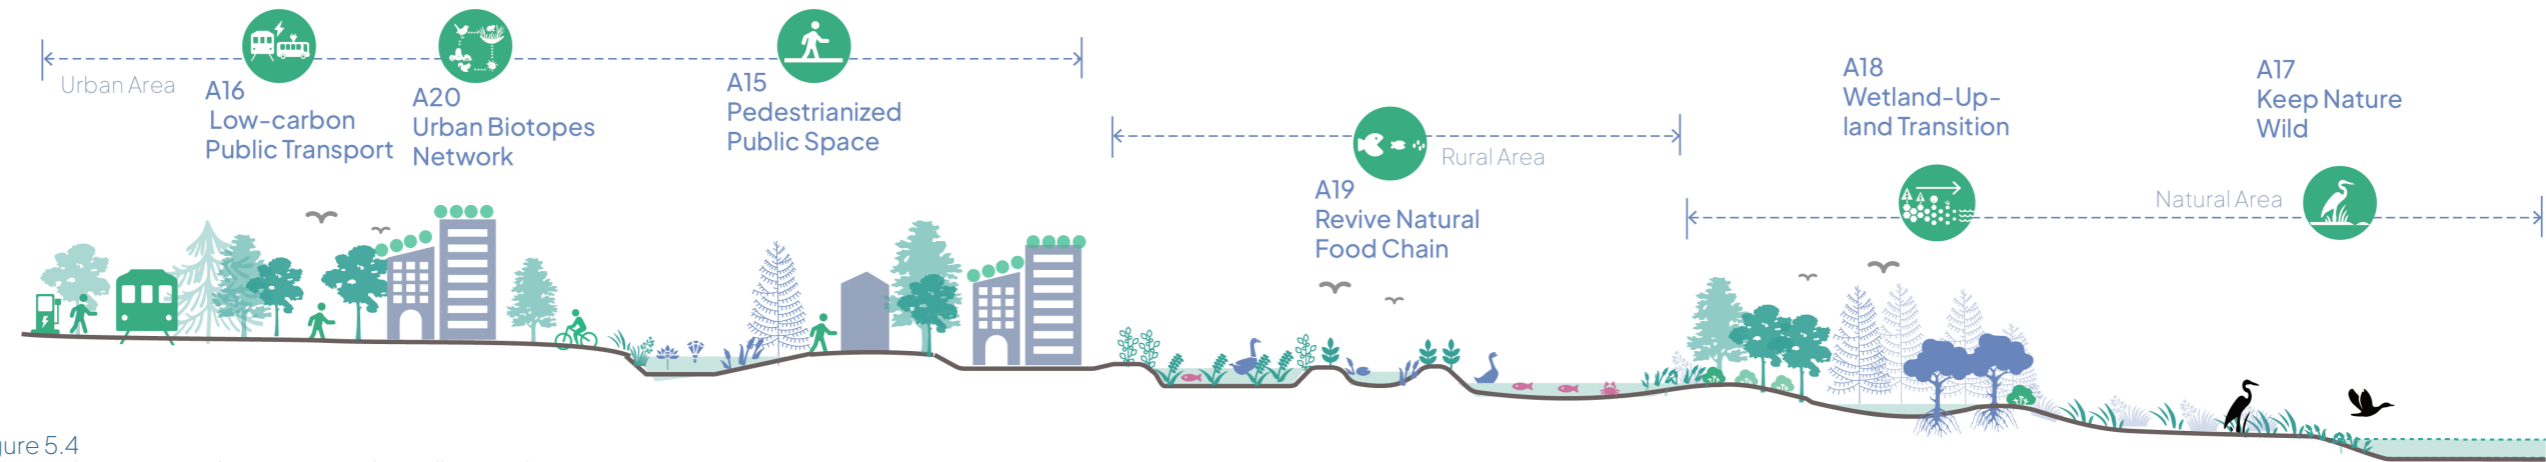 Urban Area
A16
Low-carbon
Public Transport
A20
Urban Biotopes
Network
A15
Pedestrianized
Public Space
Rural Area
A19
Revive Natural
Food Chain
A18
Wetland-Up-
land Transition
Natural Area
A17
Keep Nature
Wild
5.4